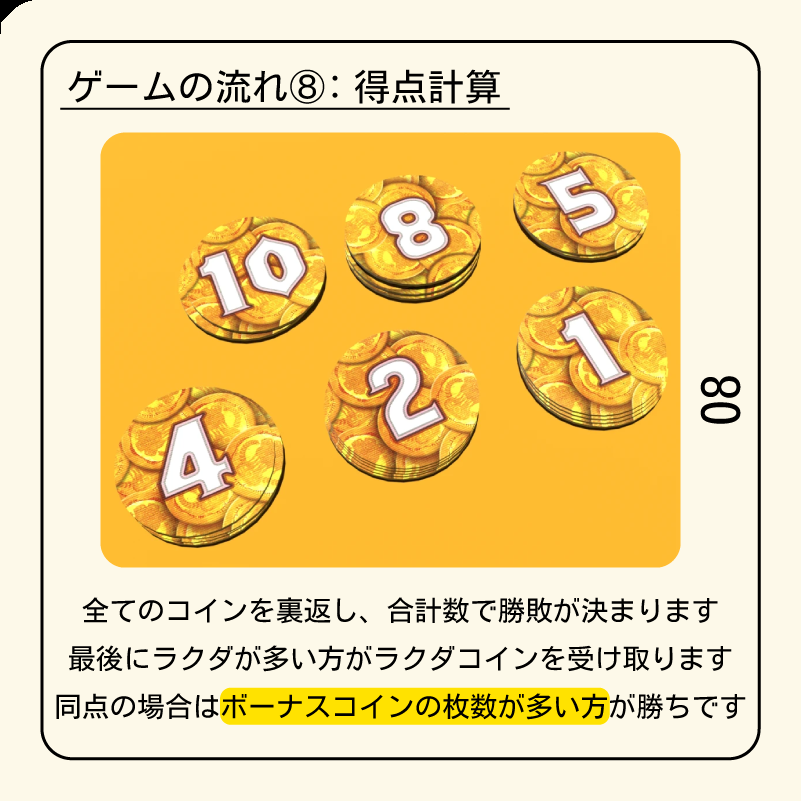 ゲームの流れ⑧: 得点計算
10
8
5
4
2
1
08
全てのコインを裏返し、合計数で勝敗が決まります
最後にラクダが多い方がラクダコインを受け取ります
同点の場合はボーナスコインの枚数が多い方が勝ちです